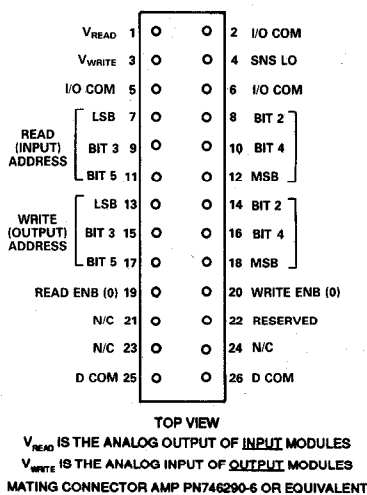 V READ 1 2 I/O COM
V WRITE 3 4 SNS LO
I/O COM 5 6 I/O COM
READ (INPUT) ADDRESS
LSB 7 8 BIT 2
BIT 3 9 10 BIT 4
BIT 5 11 12 MSB
WRITE (OUTPUT) ADDRESS
LSB 13 14 BIT 2
BIT 3 15 16 BIT 4
BIT 5 17 18 MSB
READ ENB (0) 19 20 WRITE ENB (0)
N/C 21 22 RESERVED
N/C 23 24 N/C
D COM 25 26 D COM
TOP VIEW
V READ IS THE ANALOG OUTPUT OF INPUT MODULES
V WRITE IS THE ANALOG INPUT OF OUTPUT MODULES
MATING CONNECTOR AMP PN746290-6 OR EQUIVALENT